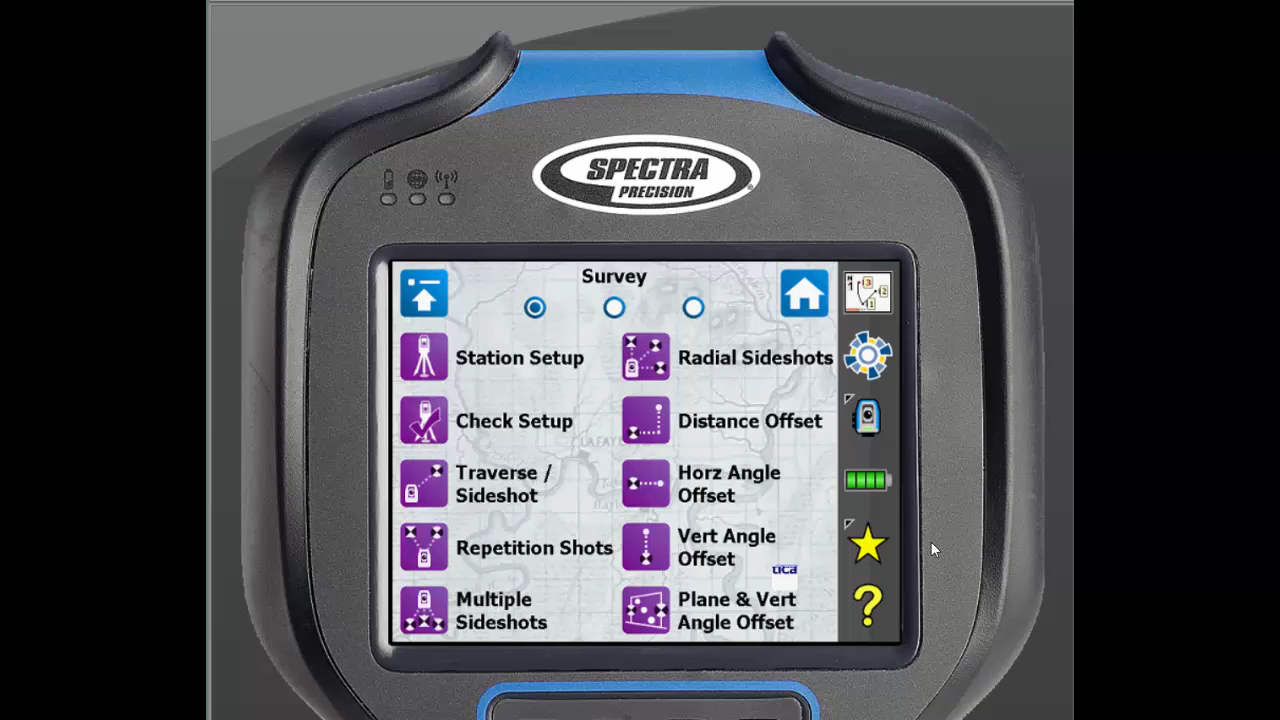 SPECTRA
PRECISION
Survey
Station Setup
Radial Sideshots
Check Setup
Distance Offset
Traverse /
Sideshot
Horz Angle
Offset
Repetition Shots
Vert Angle
Offset
Multiple
Sideshots
Plane & Vert
Angle Offset
?